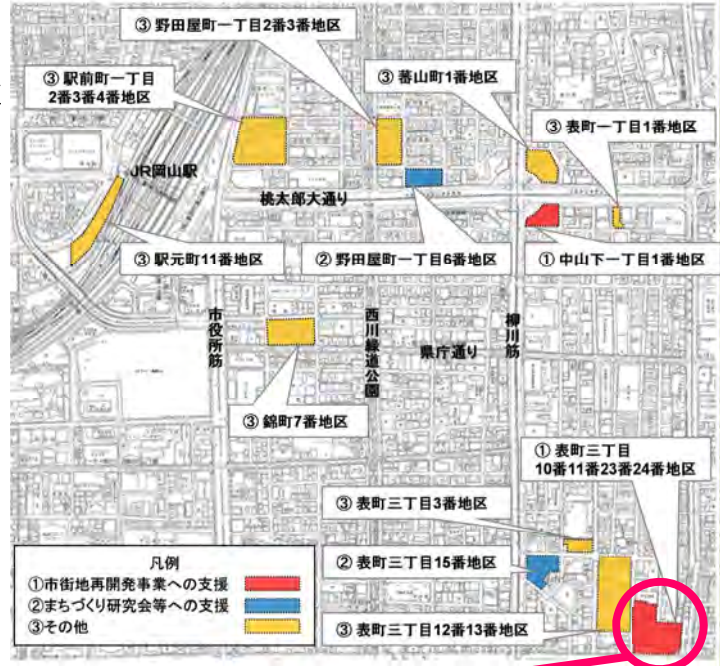 ③ 野田屋町一丁目2番3番地区
③ 駅前町一丁目
2番3番4番地区
③ 蕃山町1番地区
③ 表町一丁目1番地区
JR岡山駅
桃太郎大通り
③ 駅元町11番地区
② 野田屋町一丁目6番地区
① 中山下一丁目1番地区
市役所筋
西川緑道公園
柳川筋
県庁通り
③ 錦町7番地区
① 表町三丁目
10番11番23番24番地区
③ 表町三丁目3番地区
② 表町三丁目15番地区
③ 表町三丁目12番13番地区
凡例
①市街地再開発事業への支援
②まちづくり研究会等への支援
③その他